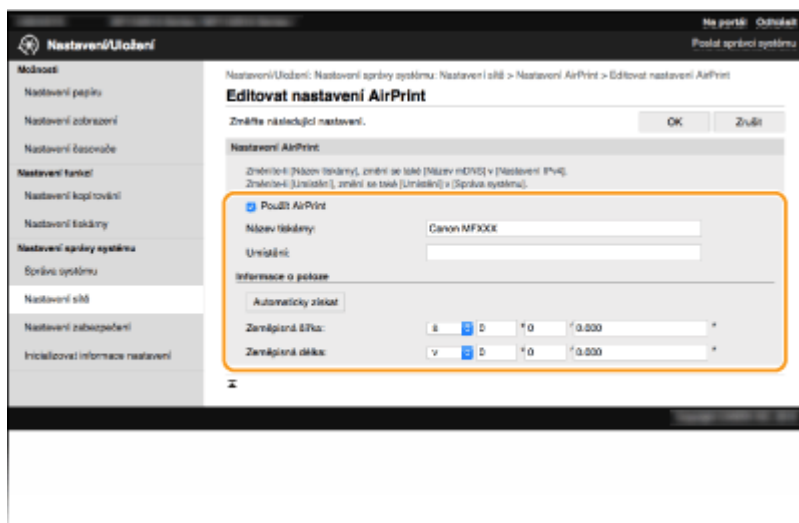 Na portál Odhlásit
Nastavení/Uložení
Poslat správci systému
Možnosti
Nastavení papíru
Nastavení zobrazení
Nastavení časovače
Nastavení funkcí
Nastavení kopírování
Nastavení tiskárny
Nastavení správy systému
Správa systému
Nastavení sítě
Nastavení zabezpečení
Inicializovat informace nastavení
Nastavení/Uložení: Nastavení správy systému: Nastavení sítě > Nastavení AirPrint > Editovat nastavení AirPrint
Editovat nastavení AirPrint
Změňte následující nastavení.
OK
Zrušit
Nastavení AirPrint
Změníte-li [Název tiskárny], změní se také [Název mDNS] v [Nastavení IPv4].
Změníte-li [Umístění], změní se také [Umístění] v [Správa systému].
Použít AirPrint
Název tiskárny: Canon MFXXX
Umístění:
Informace o poloze
Automaticky získat
Zeměpisná šířka: 0 ° 0 ' 0.000 "
Zeměpisná délka: V 0 ° 0 ' 0.000 "